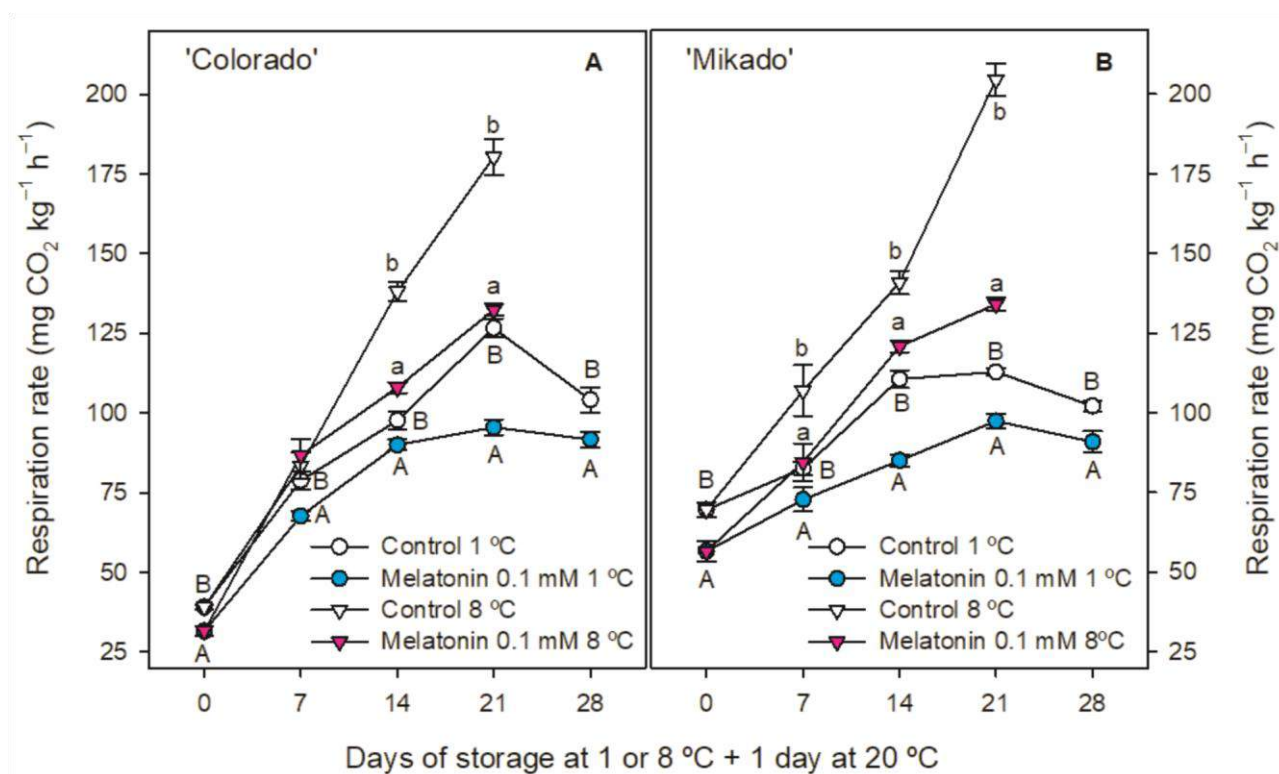 'Colorado'
A
'Mikado'
B
Respiration rate (mg CO₂ kg⁻¹ h⁻¹)
200
175
150
125
100
75
50
25
b
b
a
a
B
B
B
B
A
A
A
A
B
A
Control 1 ºC
Melatonin 0.1 mM 1 ºC
Control 8 ºC
Melatonin 0.1 mM 8 ºC
0
7
14
21
28
b
b
b
a
a
a
B
B
B
B
B
A
A
A
A
A
Control 1 ºC
Melatonin 0.1 mM 1 ºC
Control 8 ºC
Melatonin 0.1 mM 8ºC
0
7
14
21
28
200
175
150
125
100
75
50
25
Respiration rate (mg CO₂ kg⁻¹ h⁻¹)
Days of storage at 1 or 8 ºC + 1 day at 20 ºC